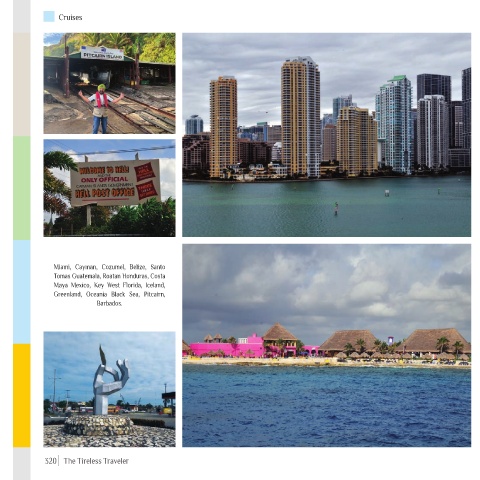 Cruises
PITCAIRN ISLAND
WELCOME TO HELL
ONLY OFFICIAL
HELL POST OFFICE
Miami, Cayman, Cozumel, Belize, Santo
Tomas Guatemala, Roatan Honduras, Costa
Maya Mexico, Key West Florida, Iceland,
Greenland, Oceania Black Sea, Pitcairn,
Barbados.
320 | The Tireless Traveler